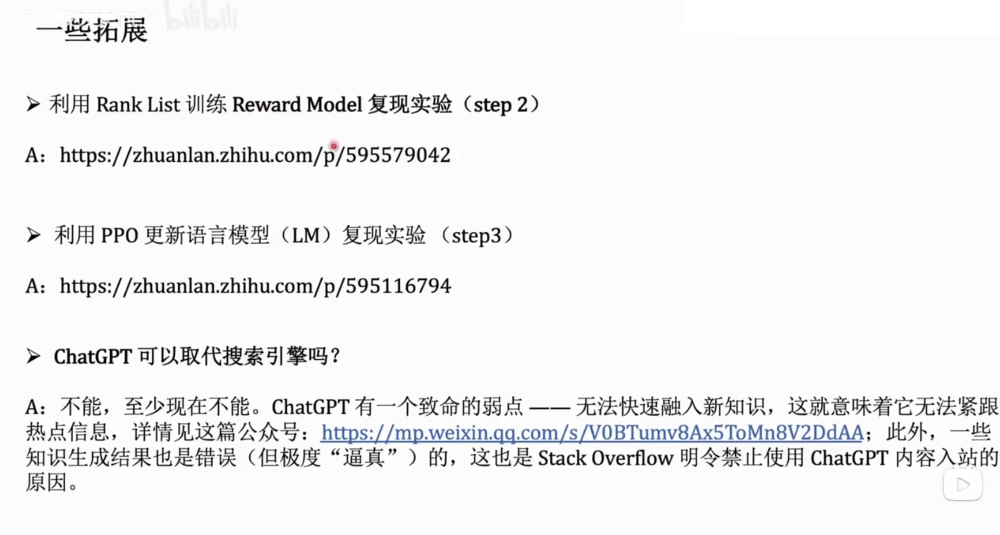 bilibili
一些拓展
➢ 利用 Rank List 训练 Reward Model 复现实验（step 2）
A：https://zhuanlan.zhihu.com/p/595579042
➢ 利用 PPO 更新语言模型（LM）复现实验 （step3）
A：https://zhuanlan.zhihu.com/p/595116794
➢ ChatGPT 可以取代搜索引擎吗？
A：不能，至少现在不能。ChatGPT 有一个致命的弱点 —— 无法快速融入新知识，这就意味着它无法紧跟
热点信息，详情见这篇公众号：https://mp.weixin.qq.com/s/V0BTumv8Ax5ToMn8V2DdAA；此外，一些
知识生成结果也是错误（但极度“逼真”）的，这也是 Stack Overflow 明令禁止使用 ChatGPT 内容入站的
原因。